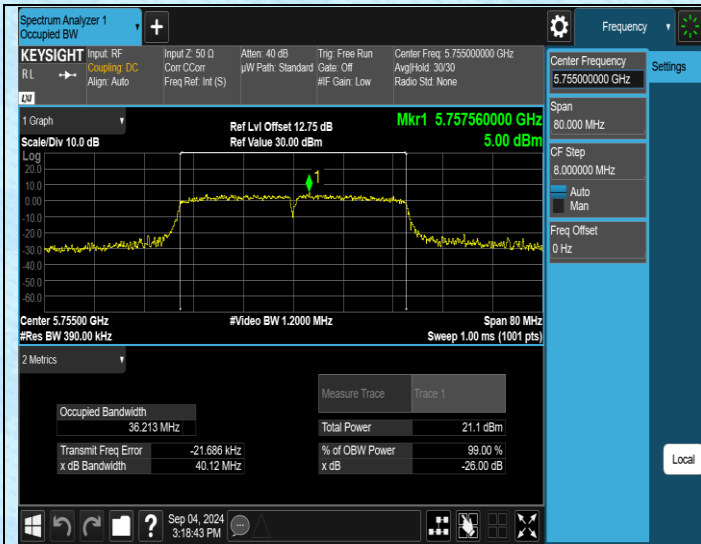 Spectrum Analyzer 1
Occupied BW
+
Frequency
KEYSIGHT
RL
LXI
Input: RF
Coupling: DC
Align: Auto
Input Z: 50 Ω
Corr CCorr
Freq Ref: Int (S)
Atten: 40 dB
µW Path: Standard
Trig: Free Run
Gate: Off
#IF Gain: Low
Center Freq: 5.755000000 GHz
Avg|Hold: 30/30
Radio Std: None
Center Frequency
5.755000000 GHz
Settings
Span
80.000 MHz
CF Step
8.000000 MHz
Auto
Man
Freq Offset
0 Hz
Local
1 Graph
Scale/Div 10.0 dB
Ref Lvl Offset 12.75 dB
Ref Value 30.00 dBm
Mkr1 5.757560000 GHz
5.00 dBm
Log
20.0
10.0
0.00
-10.0
-20.0
-30.0
-40.0
-50.0
-60.0
1
Center 5.75500 GHz
#Res BW 390.00 kHz
#Video BW 1.2000 MHz
Span 80 MHz
Sweep 1.00 ms (1001 pts)
2 Metrics
Measure Trace Trace 1
Occupied Bandwidth
36.213 MHz
Total Power 21.1 dBm
Transmit Freq Error -21.686 kHz
% of OBW Power 99.00 %
x dB Bandwidth 40.12 MHz
x dB -26.00 dB
?
Sep 04, 2024
3:18:43 PM